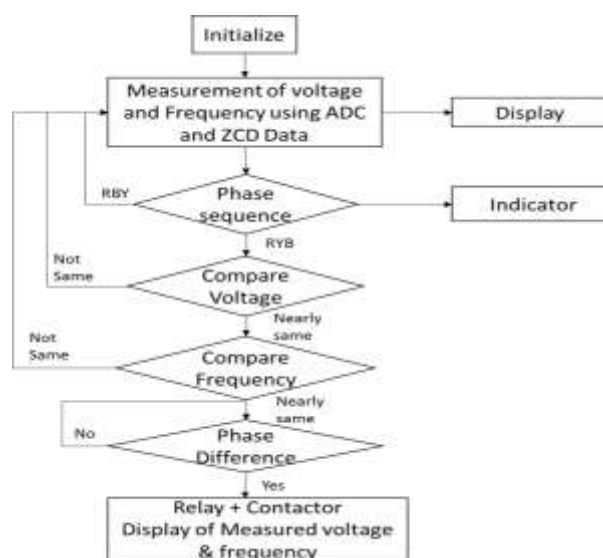 Initialize
Measurement of voltage
and Frequency using ADC
and ZCD Data
Display
RBY
Phase
sequence
Indicator
RYB
Not
Same
Compare
Voltage
Nearly
same
Not
Same
Compare
Frequency
Nearly
same
No
Phase
Difference
Yes
Relay + Contactor
Display of Measured voltage
& frequency